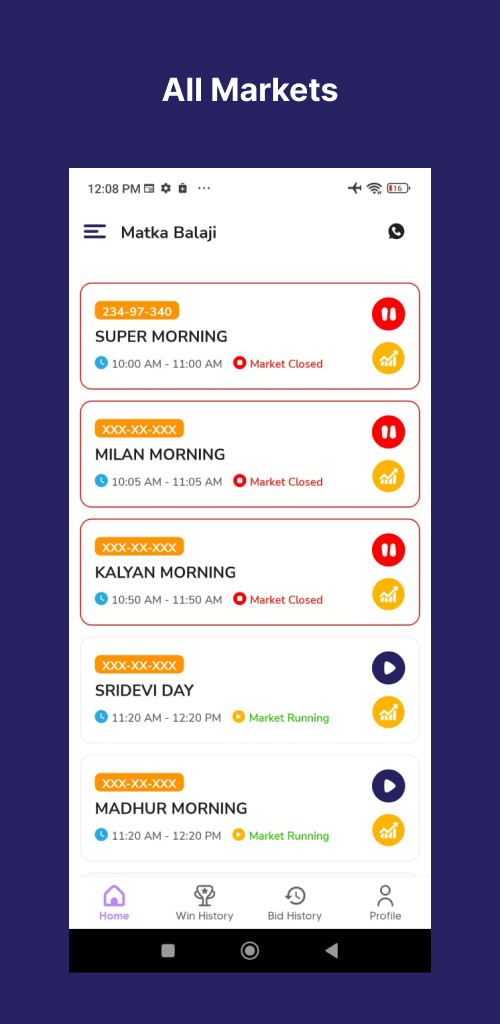 All Markets
12:08 PM
16
Matka Balaji
234-97-340
SUPER MORNING
10:00 AM - 11:00 AM Market Closed
XXX-XX-XXX
MILAN MORNING
10:05 AM - 11:05 AM Market Closed
XXX-XX-XXX
KALYAN MORNING
10:50 AM - 11:50 AM Market Closed
XXX-XX-XXX
SRIDEVI DAY
11:20 AM - 12:20 PM Market Running
XXX-XX-XXX
MADHUR MORNING
11:20 AM - 12:20 PM Market Running
Home Win History Bid History Profile